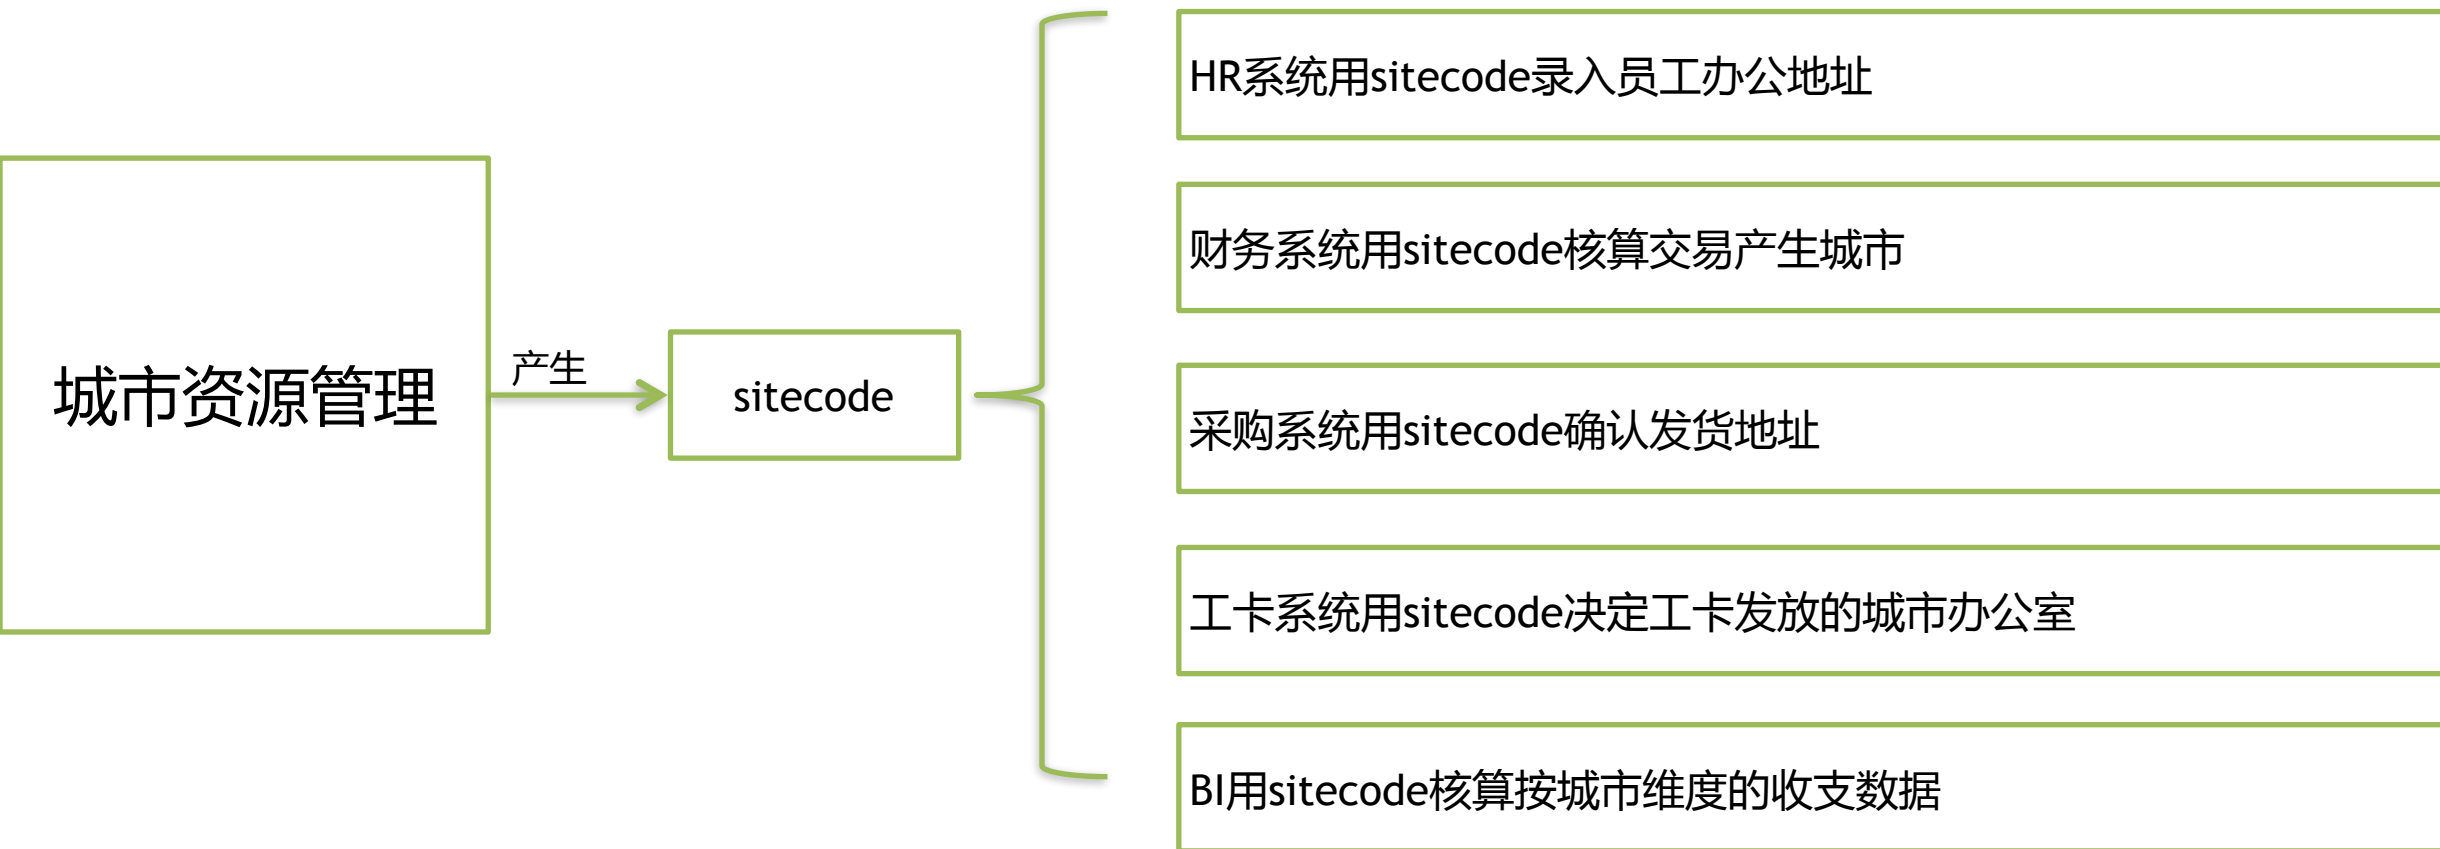 城市资源管理
产生
sitecode
HR系统用sitecode录入员工办公地址
财务系统用sitecode核算交易产生城市
采购系统用sitecode确认发货地址
工卡系统用sitecode决定工卡发放的城市办公室
BI用sitecode核算按城市维度的收支数据